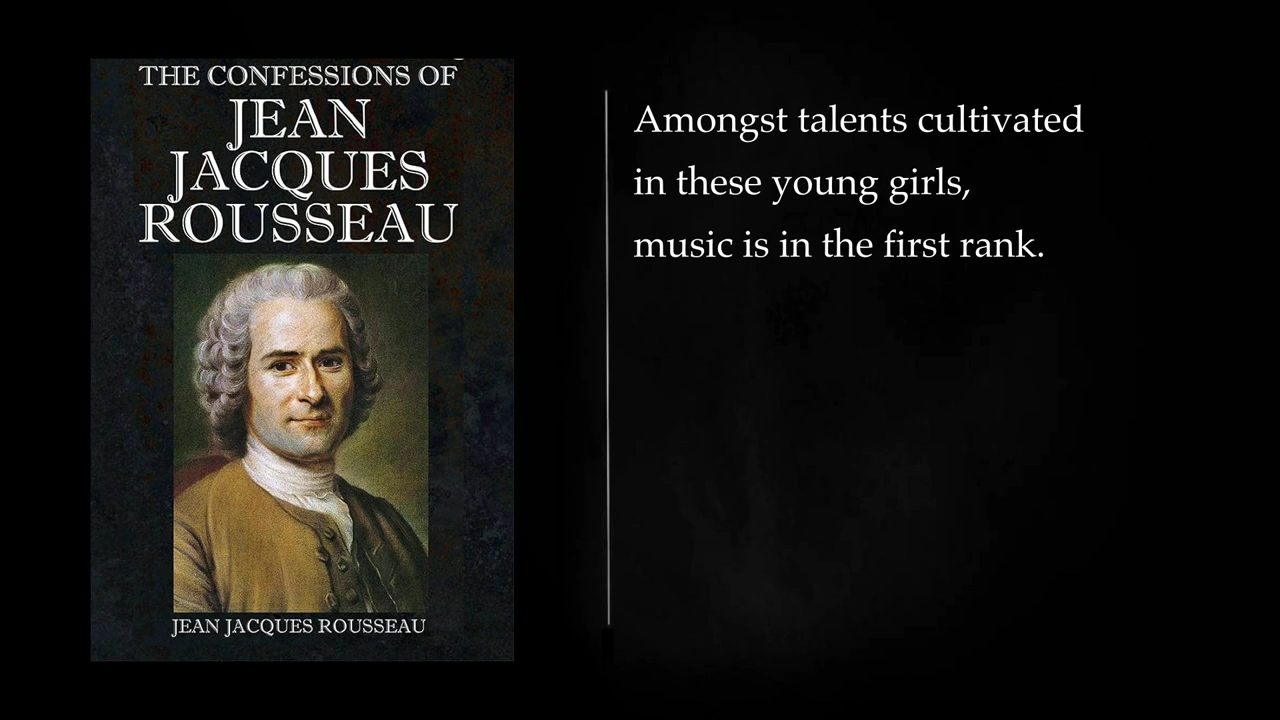 THE CONFESSIONS OF
JEAN
JACQUES
ROUSSEAU
JEAN JACQUES ROUSSEAU
Amongst talents cultivated
in these young girls,
music is in the first rank.